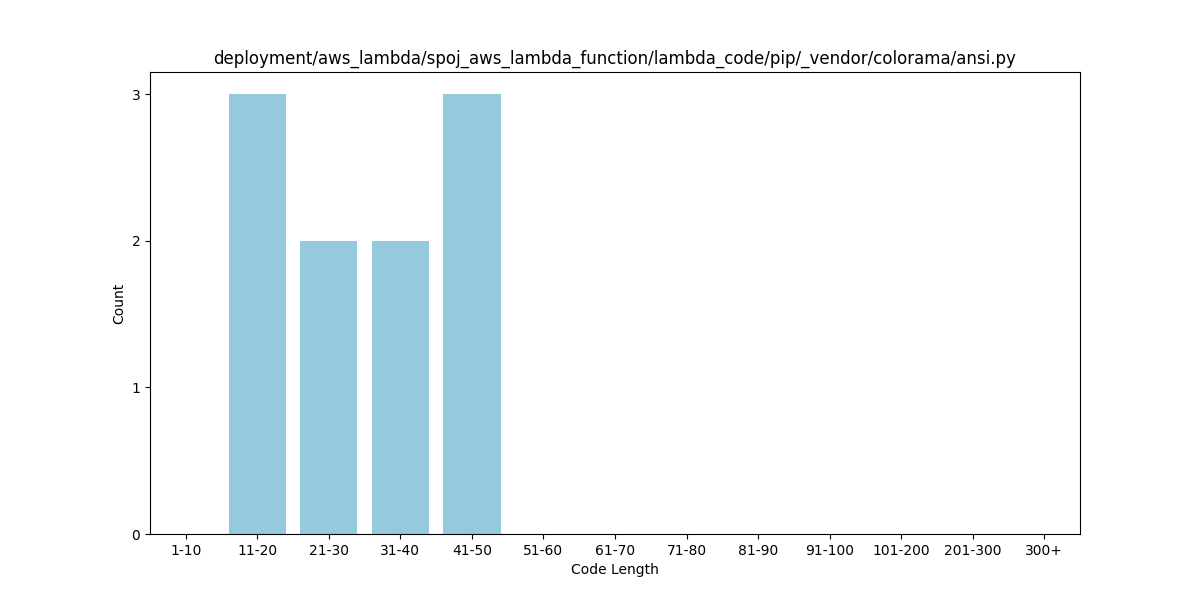 deployment/aws_lambda/spoj_aws_lambda_function/lambda_code/pip/_vendor/colorama/ansi.py
3
2
1
0
Count
1-10 11-20 21-30 31-40 41-50 51-60 61-70 71-80 81-90 91-100 101-200 201-300 300+
Code Length